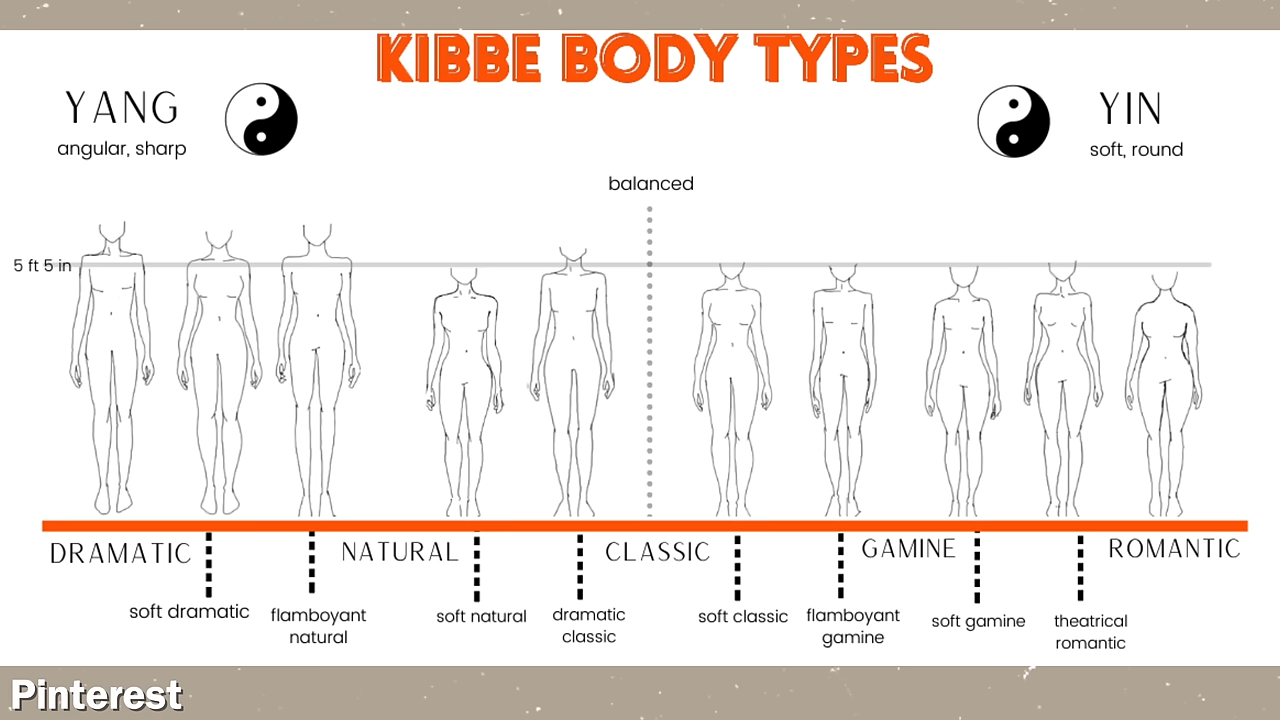 KIBBE BODY TYPES
YANG
angular, sharp
YIN
soft, round
balanced
5 ft 5 in
DRAMATIC
NATURAL
CLASSIC
GAMINE
ROMANTIC
soft dramatic
flamboyant
natural
soft natural
dramatic
classic
soft classic
flamboyant
gamine
soft gamine
theatrical
romantic
Pinterest